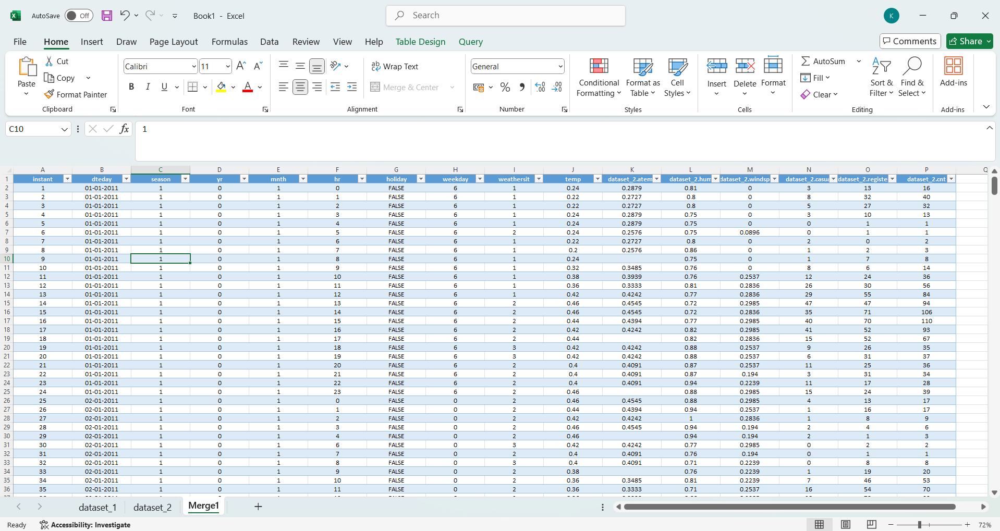 AutoSave Off Book1 - Excel Search K
File Home Insert Draw Page Layout Formulas Data Review View Help Table Design Query Comments Share
Paste Cut Copy Format Painter Clipboard
Calibri 11 B I U A Font
Wrap Text Merge & Center Alignment
General % Number
Conditional Formatting Format as Table Cell Styles Styles
Insert Delete Format Cells
AutoSum Fill Clear Sort & Filter Find & Select Editing
Add-ins Add-ins
C10 fx 1
A B C D E F G H I J K L M N O P Q
1 instant dteday season yr mnth hr holiday weekday weathersit temp dataset_2.atem dataset_2.hum dataset_2.windsp dataset_2.casua dataset_2.registe dataset_2.cnt
2 1 01-01-2011 1 0 1 0 FALSE 6 1 0.24 0.2879 0.81 0 3 13 16
3 2 01-01-2011 1 0 1 1 FALSE 6 1 0.22 0.2727 0.8 0 8 32 40
4 3 01-01-2011 1 0 1 2 FALSE 6 1 0.22 0.2727 0.8 0 5 27 32
5 4 01-01-2011 1 0 1 3 FALSE 6 1 0.24 0.2879 0.75 0 3 10 13
6 5 01-01-2011 1 0 1 4 FALSE 6 1 0.24 0.2879 0.75 0 0 1 1
7 6 01-01-2011 1 0 1 5 FALSE 6 2 0.24 0.2576 0.75 0.0896 0 1 1
8 7 01-01-2011 1 0 1 6 FALSE 6 1 0.22 0.2727 0.8 0 2 0 2
9 8 01-01-2011 1 0 1 7 FALSE 6 1 0.2 0.2576 0.86 0 1 2 3
10 9 01-01-2011 1 0 1 8 FALSE 6 1 0.24 0.75 0 1 7 8
11 10 01-01-2011 1 0 1 9 FALSE 6 1 0.32 0.3485 0.76 0 8 6 14
12 11 01-01-2011 1 0 1 10 FALSE 6 1 0.38 0.3939 0.76 0.2537 12 24 36
13 12 01-01-2011 1 0 1 11 FALSE 6 1 0.36 0.3333 0.81 0.2836 26 30 56
14 13 01-01-2011 1 0 1 12 FALSE 6 1 0.42 0.4242 0.77 0.2836 29 55 84
15 14 01-01-2011 1 0 1 13 FALSE 6 2 0.46 0.4545 0.72 0.2985 47 47 94
16 15 01-01-2011 1 0 1 14 FALSE 6 2 0.46 0.4545 0.72 0.2836 35 71 106
17 16 01-01-2011 1 0 1 15 FALSE 6 2 0.44 0.4394 0.77 0.2985 40 70 110
18 17 01-01-2011 1 0 1 16 FALSE 6 2 0.42 0.4242 0.82 0.2985 41 52 93
19 18 01-01-2011 1 0 1 17 FALSE 6 2 0.44 0.82 0.2836 15 52 67
20 19 01-01-2011 1 0 1 18 FALSE 6 3 0.42 0.4242 0.88 0.2537 9 26 35
21 20 01-01-2011 1 0 1 19 FALSE 6 3 0.42 0.4242 0.88 0.2537 6 31 37
22 21 01-01-2011 1 0 1 20 FALSE 6 2 0.4 0.4091 0.87 0.2537 11 25 36
23 22 01-01-2011 1 0 1 21 FALSE 6 2 0.4 0.4091 0.87 0.194 3 31 34
24 23 01-01-2011 1 0 1 22 FALSE 6 2 0.4 0.4091 0.94 0.2239 11 17 28
25 24 01-01-2011 1 0 1 23 FALSE 6 2 0.46 0.88 0.2985 15 24 39
26 25 02-01-2011 1 0 1 0 FALSE 0 2 0.46 0.4545 0.88 0.2985 4 13 17
27 26 02-01-2011 1 0 1 1 FALSE 0 2 0.44 0.4394 0.94 0.2537 1 16 17
28 27 02-01-2011 1 0 1 2 FALSE 0 2 0.42 0.4242 1 0.2836 1 8 9
29 28 02-01-2011 1 0 1 3 FALSE 0 2 0.46 0.4545 0.94 0.194 2 4 6
30 29 02-01-2011 1 0 1 4 FALSE 0 2 0.46 0.94 0.194 2 1 3
31 30 02-01-2011 1 0 1 6 FALSE 0 3 0.42 0.4242 0.77 0.2985 0 2 2
32 31 02-01-2011 1 0 1 7 FALSE 0 2 0.4 0.4091 0.76 0.194 0 1 1
33 32 02-01-2011 1 0 1 8 FALSE 0 3 0.4 0.4091 0.71 0.2239 0 8 8
34 33 02-01-2011 1 0 1 9 FALSE 0 2 0.38 0.76 0.2239 1 19 20
35 34 02-01-2011 1 0 1 10 FALSE 0 2 0.36 0.3485 0.81 0.2239 7 46 53
36 35 02-01-2011 1 0 1 11 FALSE 0 2 0.36 0.3333 0.71 0.2537 16 54 70
dataset_1 dataset_2 Merge1
Ready Accessibility: Investigate 72%